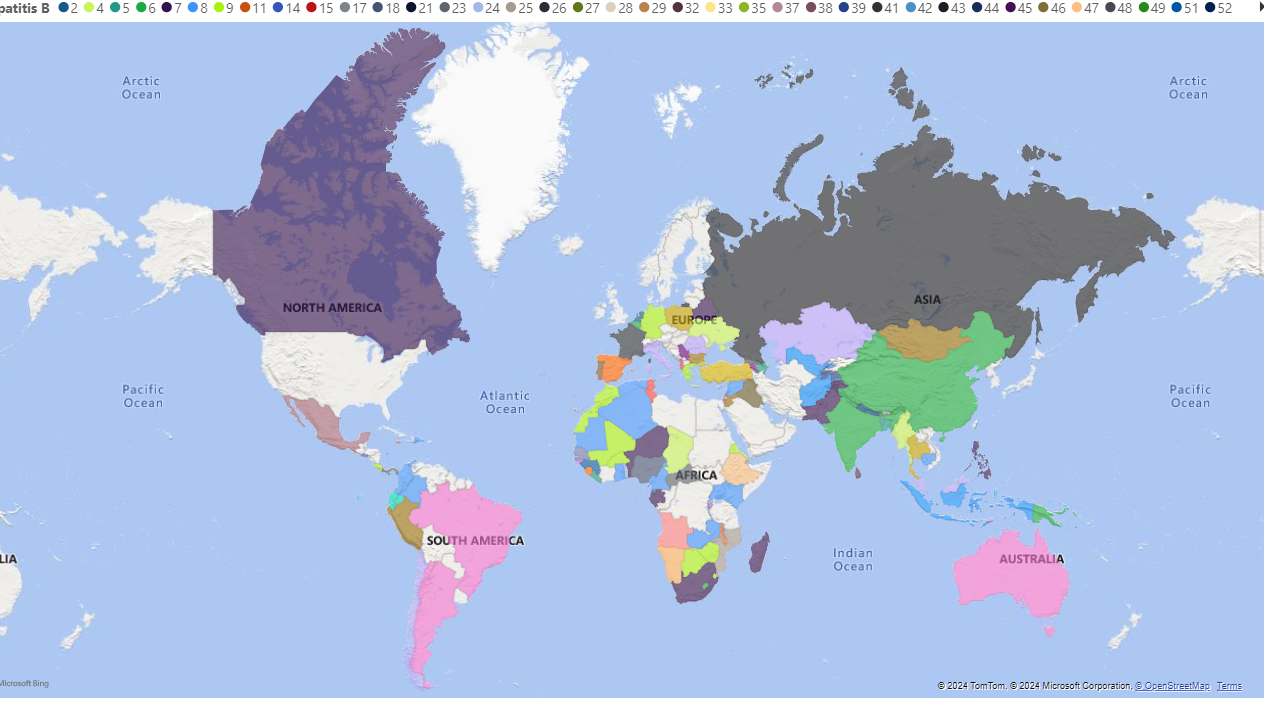 patitis B 2 4 5 6 7 8 9 11 14 15 17 18 21 23 24 25 26 27 28 29 32 33 35 37 38 39 41 42 43 44 45 46 47 48 49 51 52
Arctic
Ocean
Arctic
Ocean
NORTH AMERICA
ASIA
EUROPE
Pacific
Ocean
Atlantic
Ocean
Pacific
Ocean
AFRICA
SOUTH AMERICA
Indian
Ocean
AUSTRALIA
LIA
Microsoft Bing
© 2024 TomTom, © 2024 Microsoft Corporation, © OpenStreetMap Terms